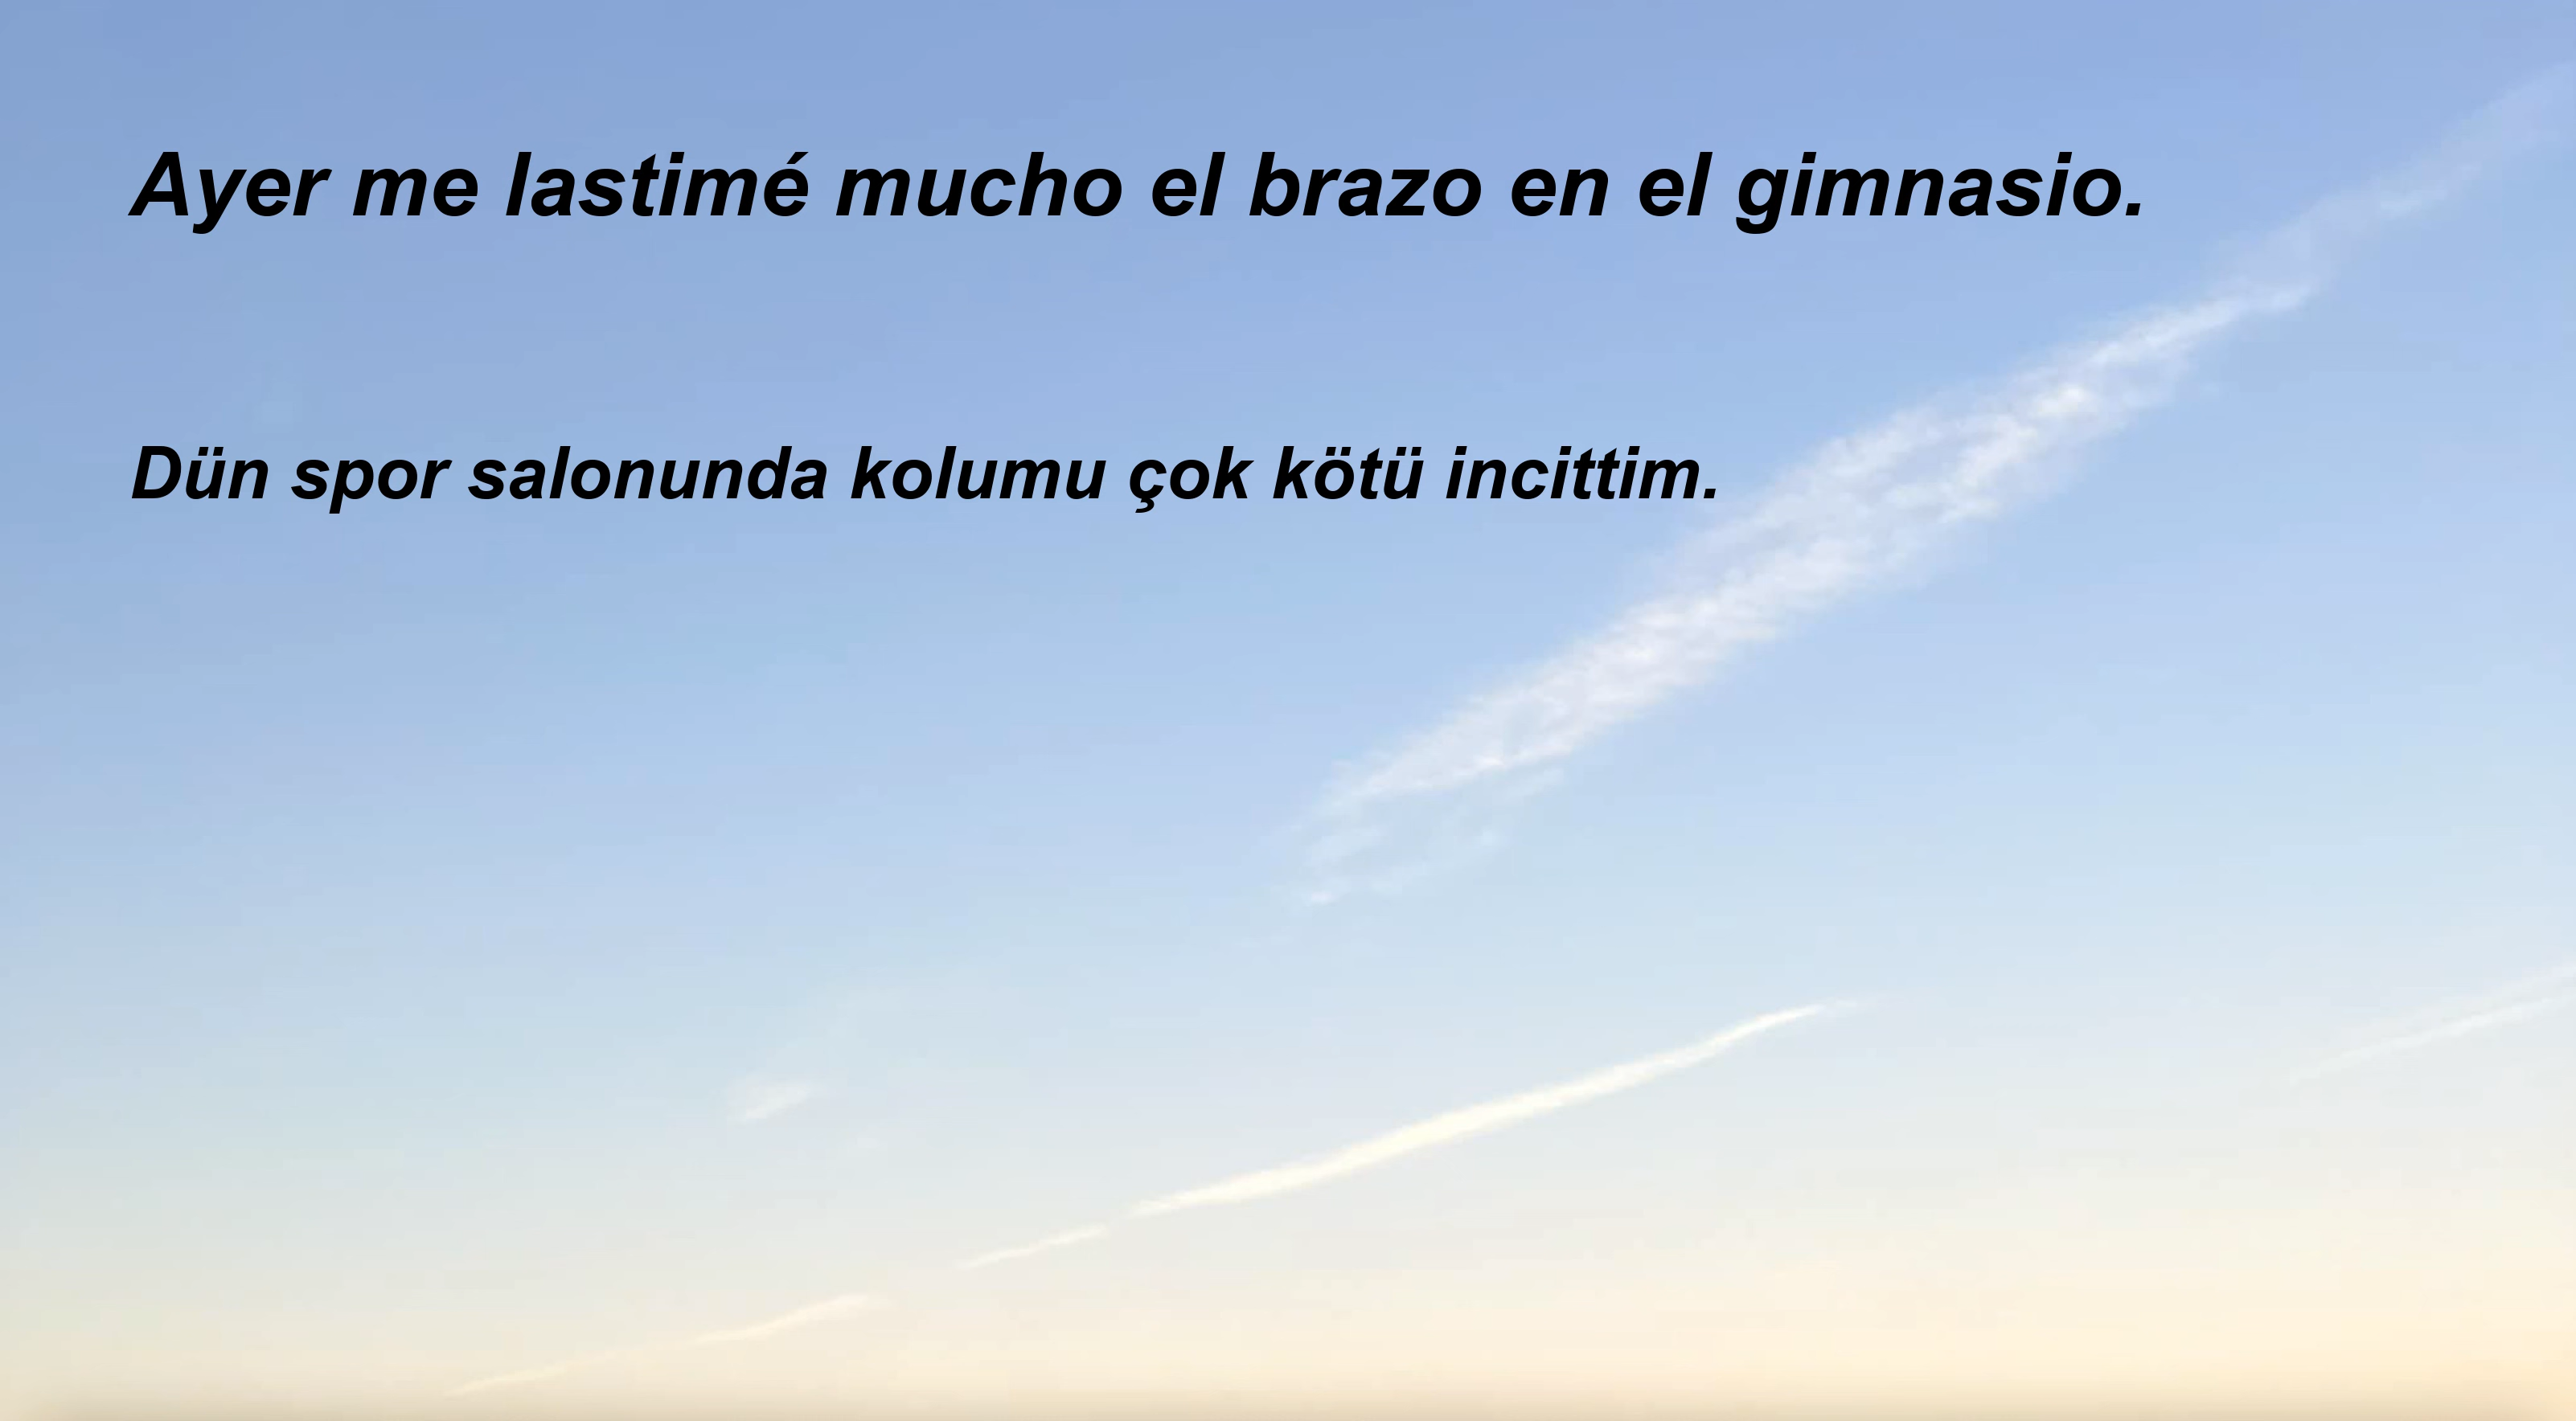 Ayer me lastimé mucho el brazo en el gimnasio.
Dün spor salonunda kolumu çok kötü incittim.